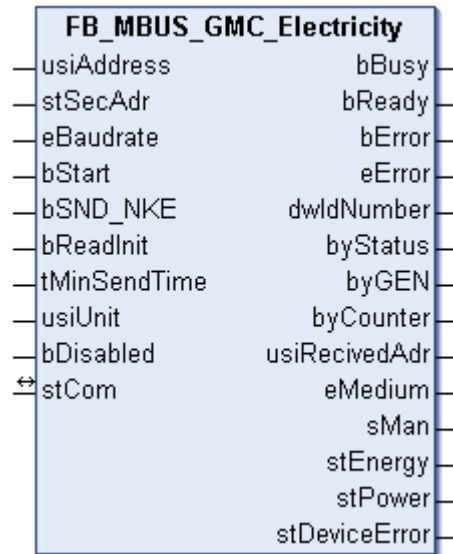 FB_MBUS_GMC_Electricity
usiAddress bBusy
stSecAdr bReady
eBaudrate bError
bStart eError
bSND_NKE dwIdNumber
bReadInit byStatus
tMinSendTime byGEN
usiUnit byCounter
bDisabled usiRecivedAdr
stCom eMedium
sMan
stEnergy
stPower
stDeviceError